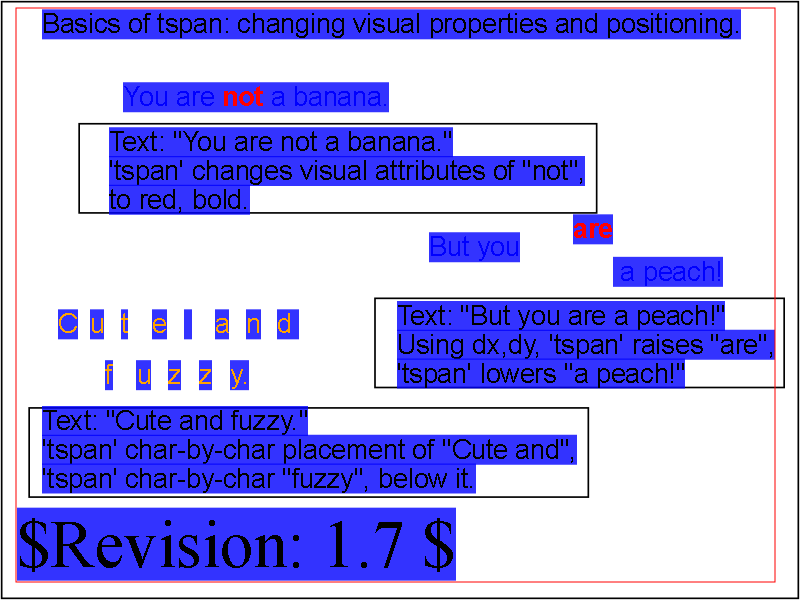 Basics of tspan: changing visual properties and positioning.
You are not a banana.
Text: "You are not a banana."
'tspan' changes visual attributes of "not",
to red, bold.
But you are a peach!
Text: "But you are a peach!"
Using dx,dy, 'tspan' raises "are",
'tspan' lowers "a peach!"
Cute and
fuzzy.
Text: "Cute and fuzzy."
'tspan' char-by-char placement of "Cute and",
'tspan' char-by-char "fuzzy", below it.
$Revision: 1.7 $